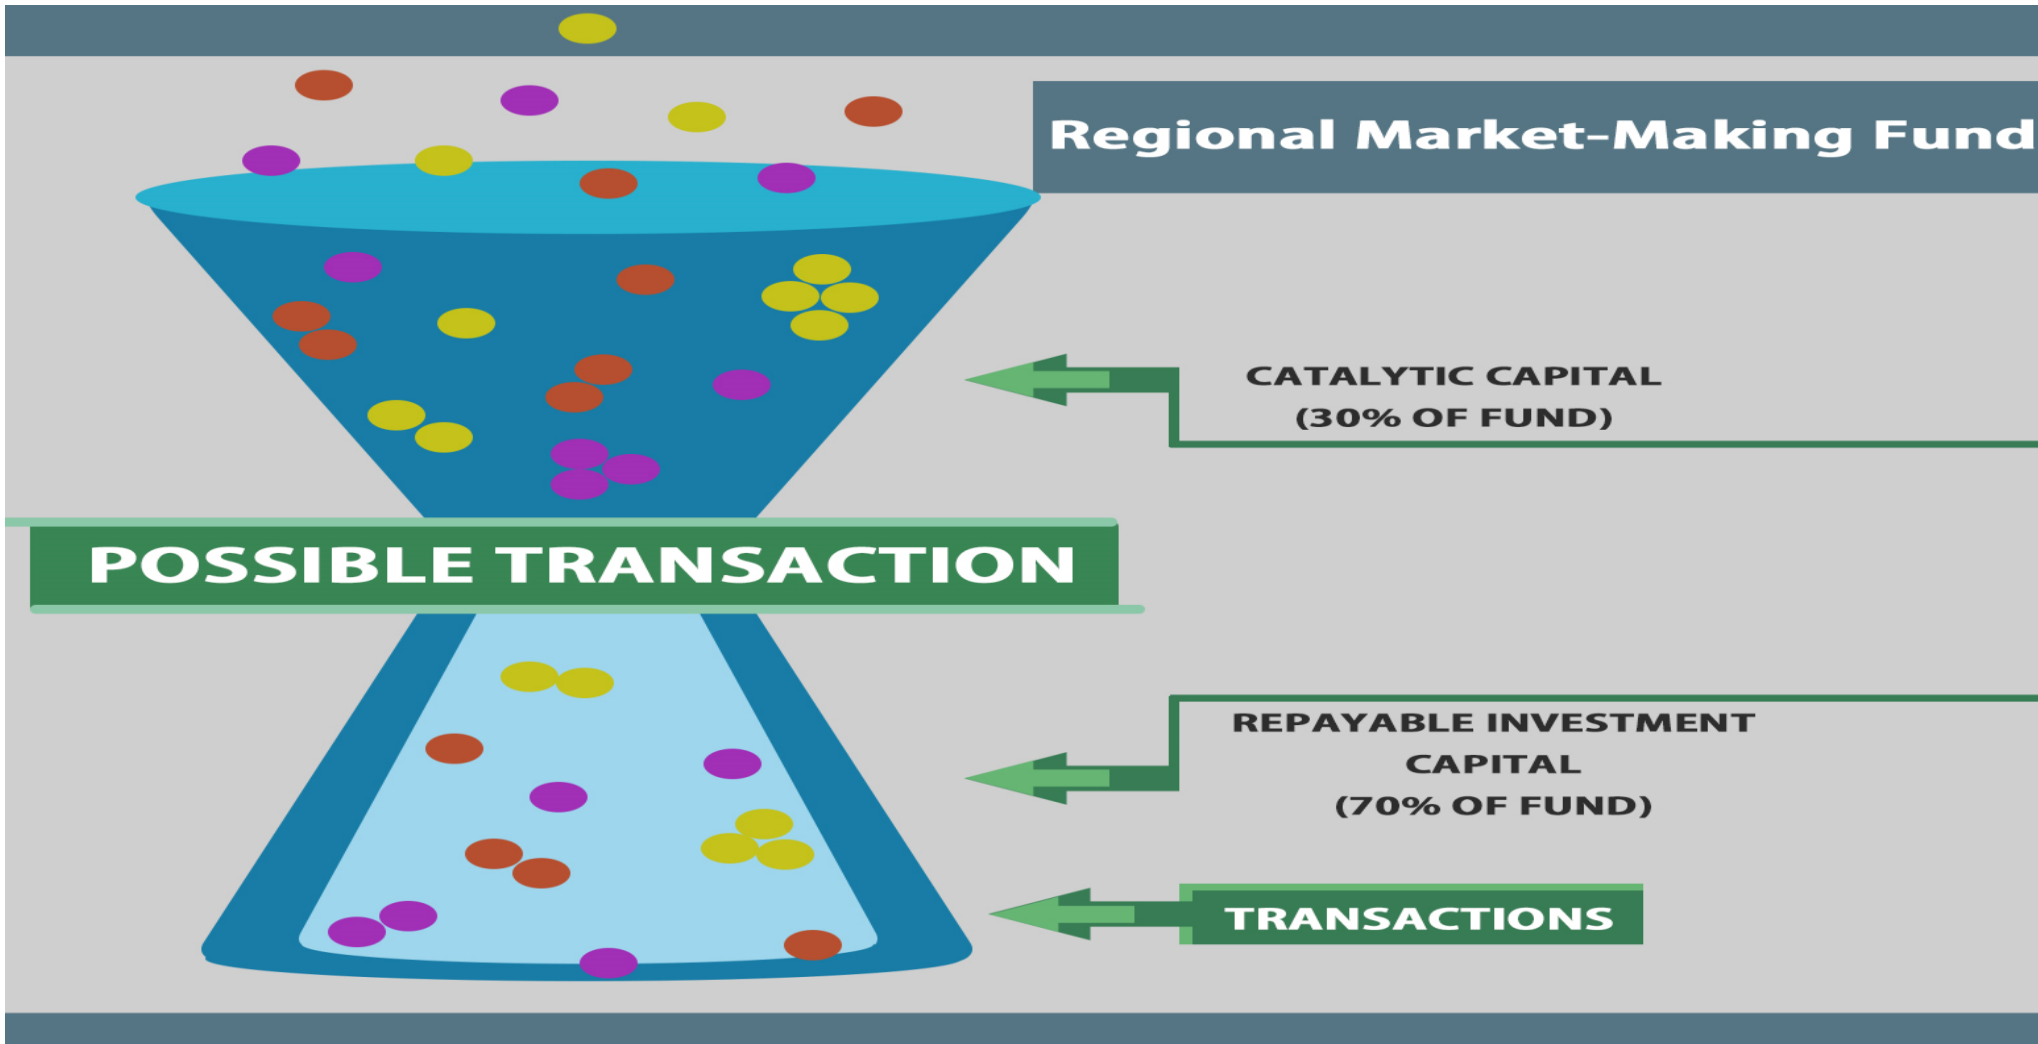 Regional Market-Making Fund
CATALYTIC CAPITAL
(30% OF FUND)
POSSIBLE TRANSACTION
REPAYABLE INVESTMENT
CAPITAL
(70% OF FUND)
TRANSACTIONS